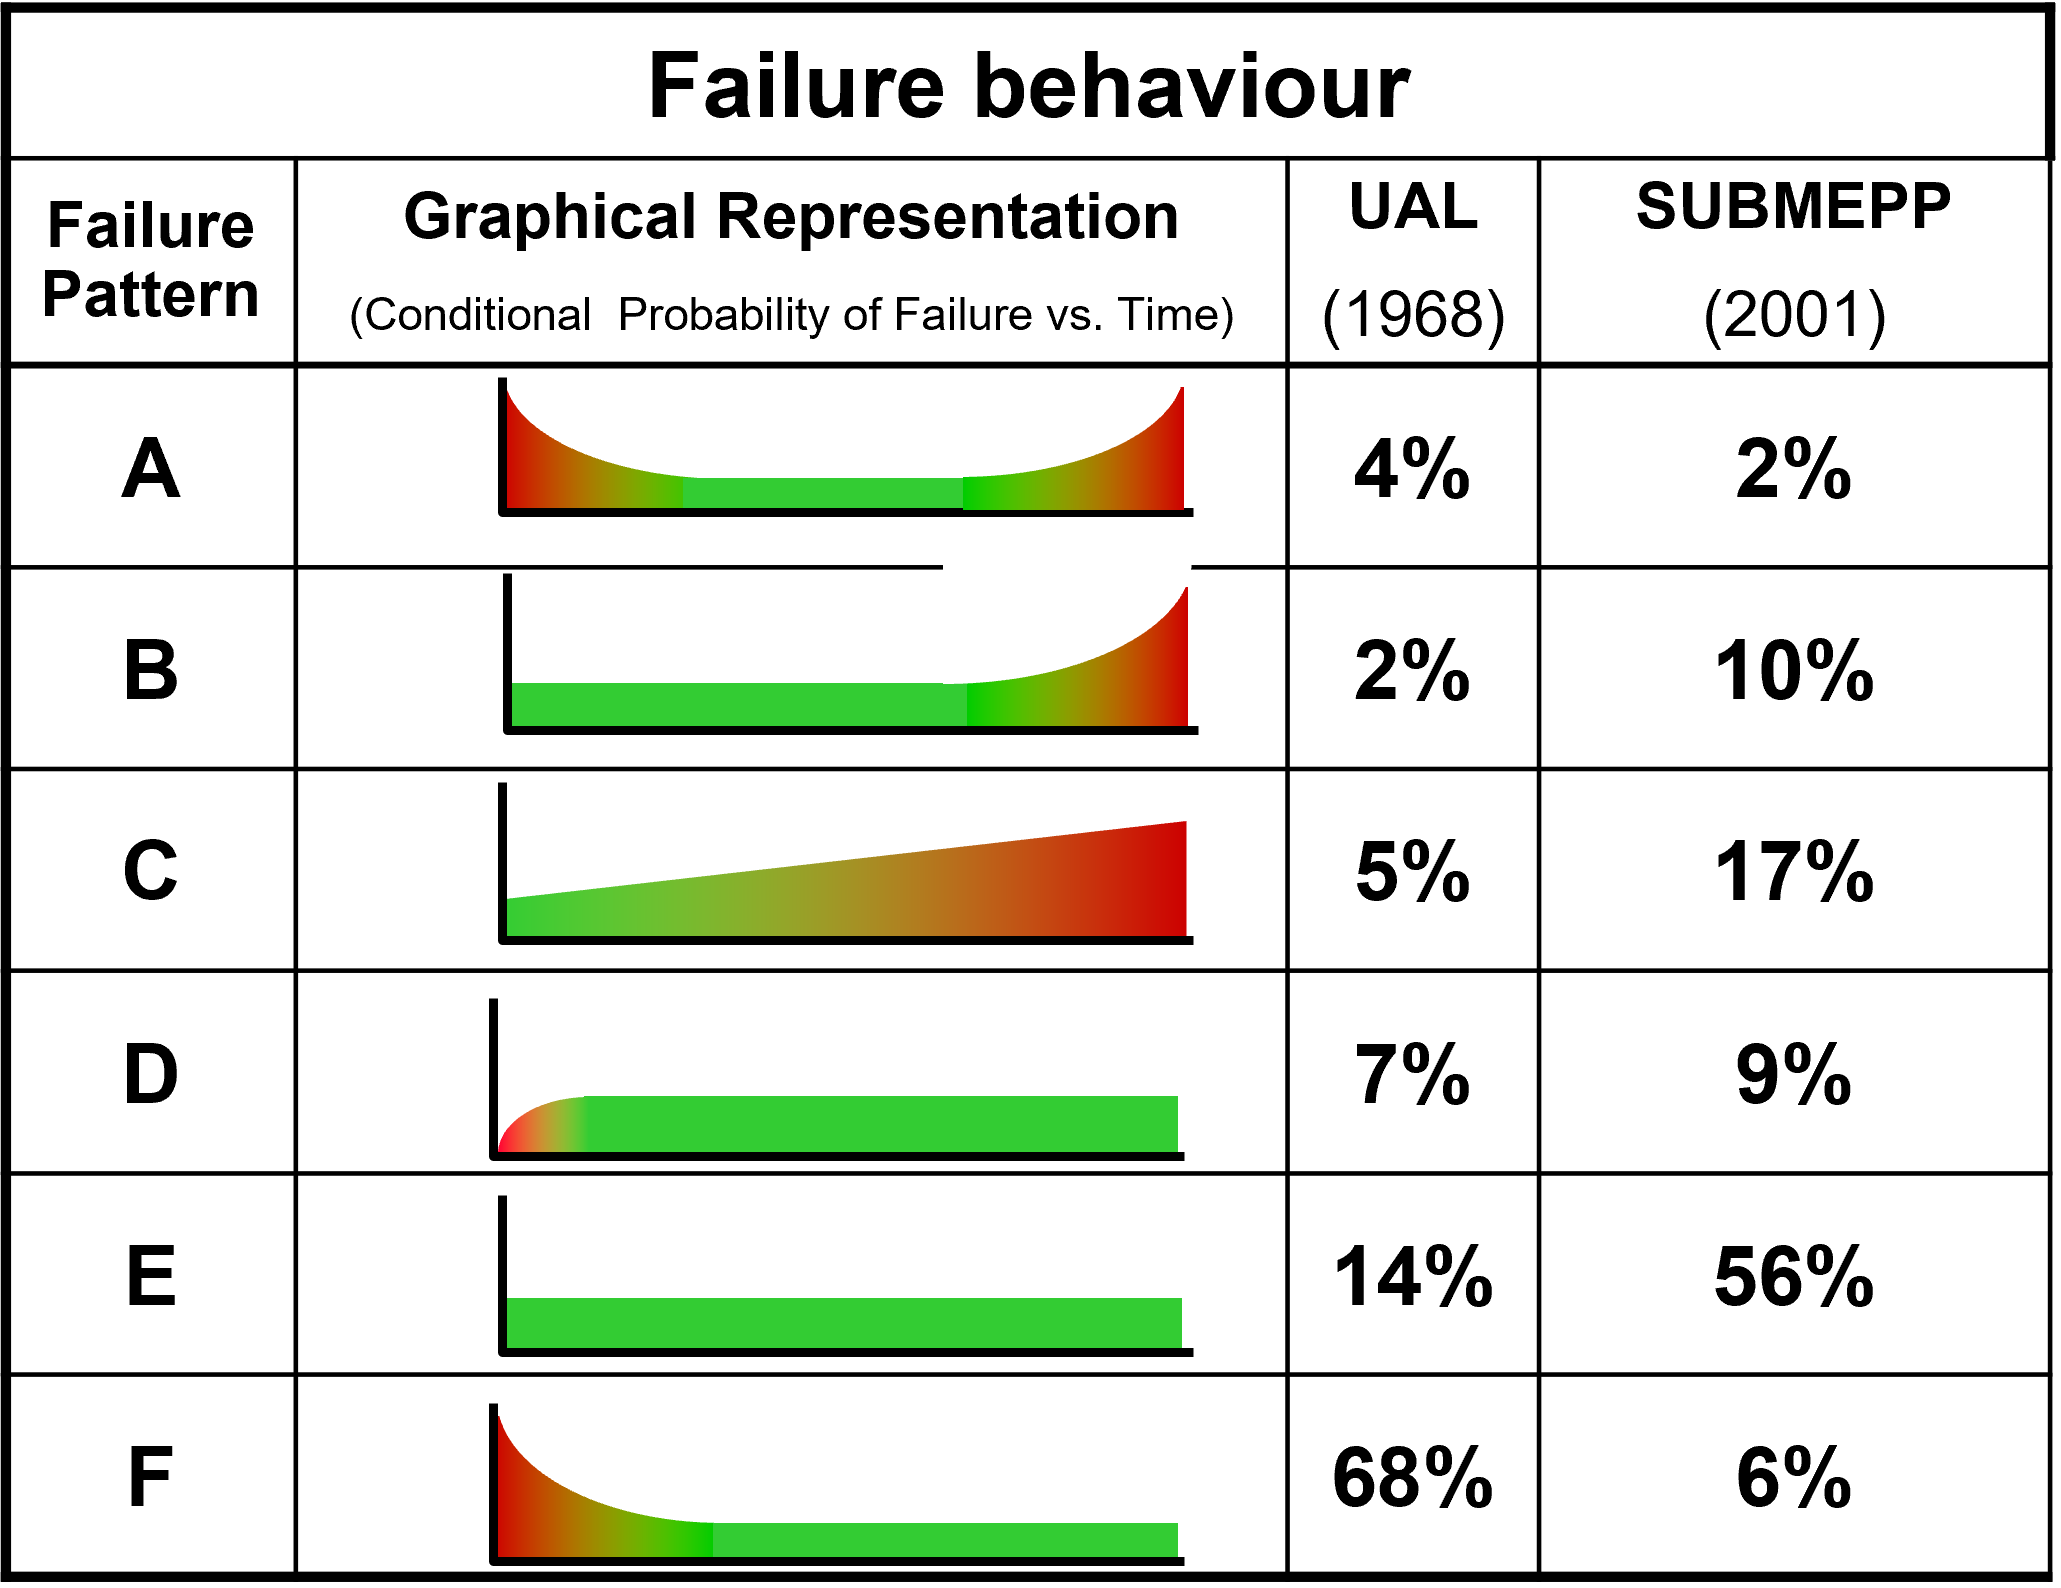 Failure behaviour
Failure
Pattern
Graphical Representation
(Conditional Probability of Failure vs. Time)
UAL
(1968)
SUBMEPP
(2001)
A
4%
2%
B
2%
10%
C
5%
17%
D
7%
9%
E
14%
56%
F
68%
6%